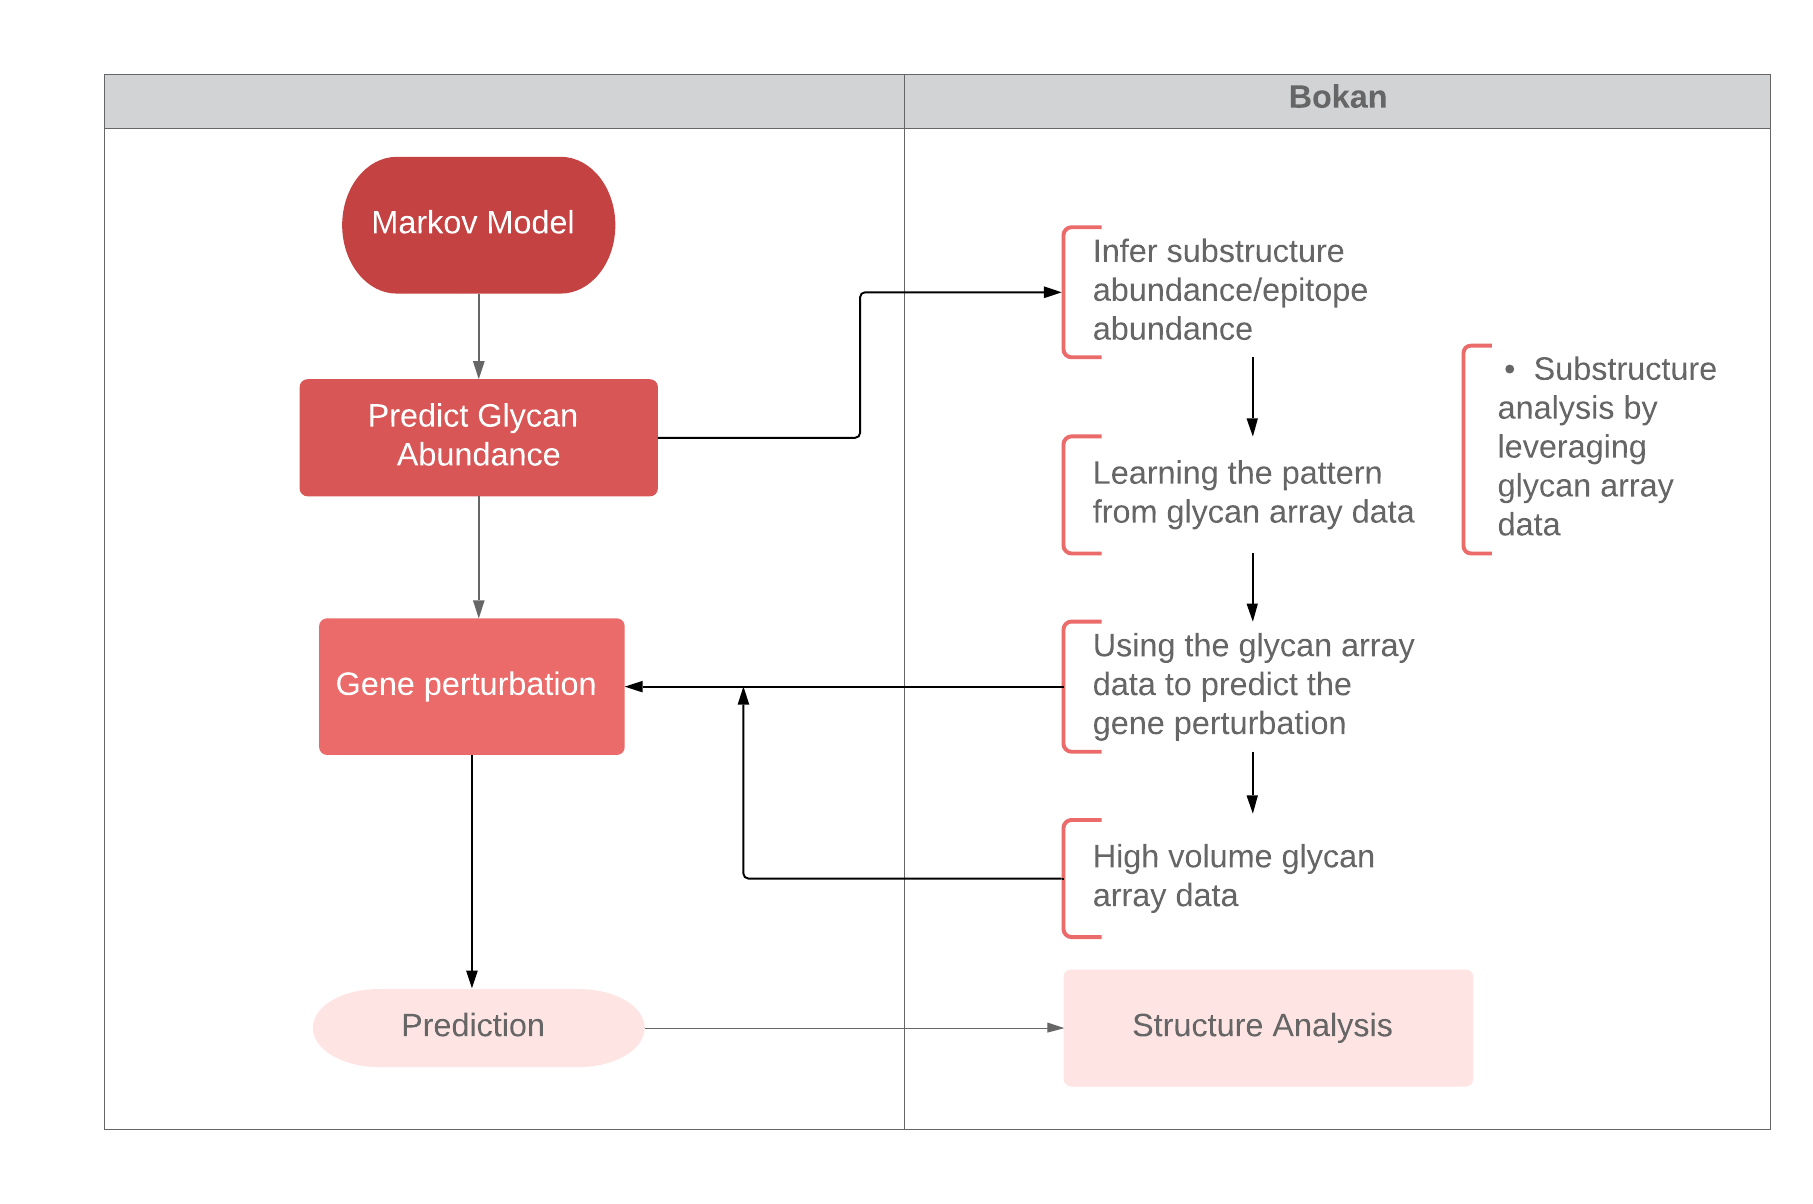 Bokan
Markov Model
Predict Glycan
Abundance
Gene perturbation
Prediction
Infer substructure
abundance/epitope
abundance
Learning the pattern
from glycan array data
Using the glycan array
data to predict the
gene perturbation
High volume glycan
array data
Structure Analysis
• Substructure
analysis by
leveraging
glycan array
data